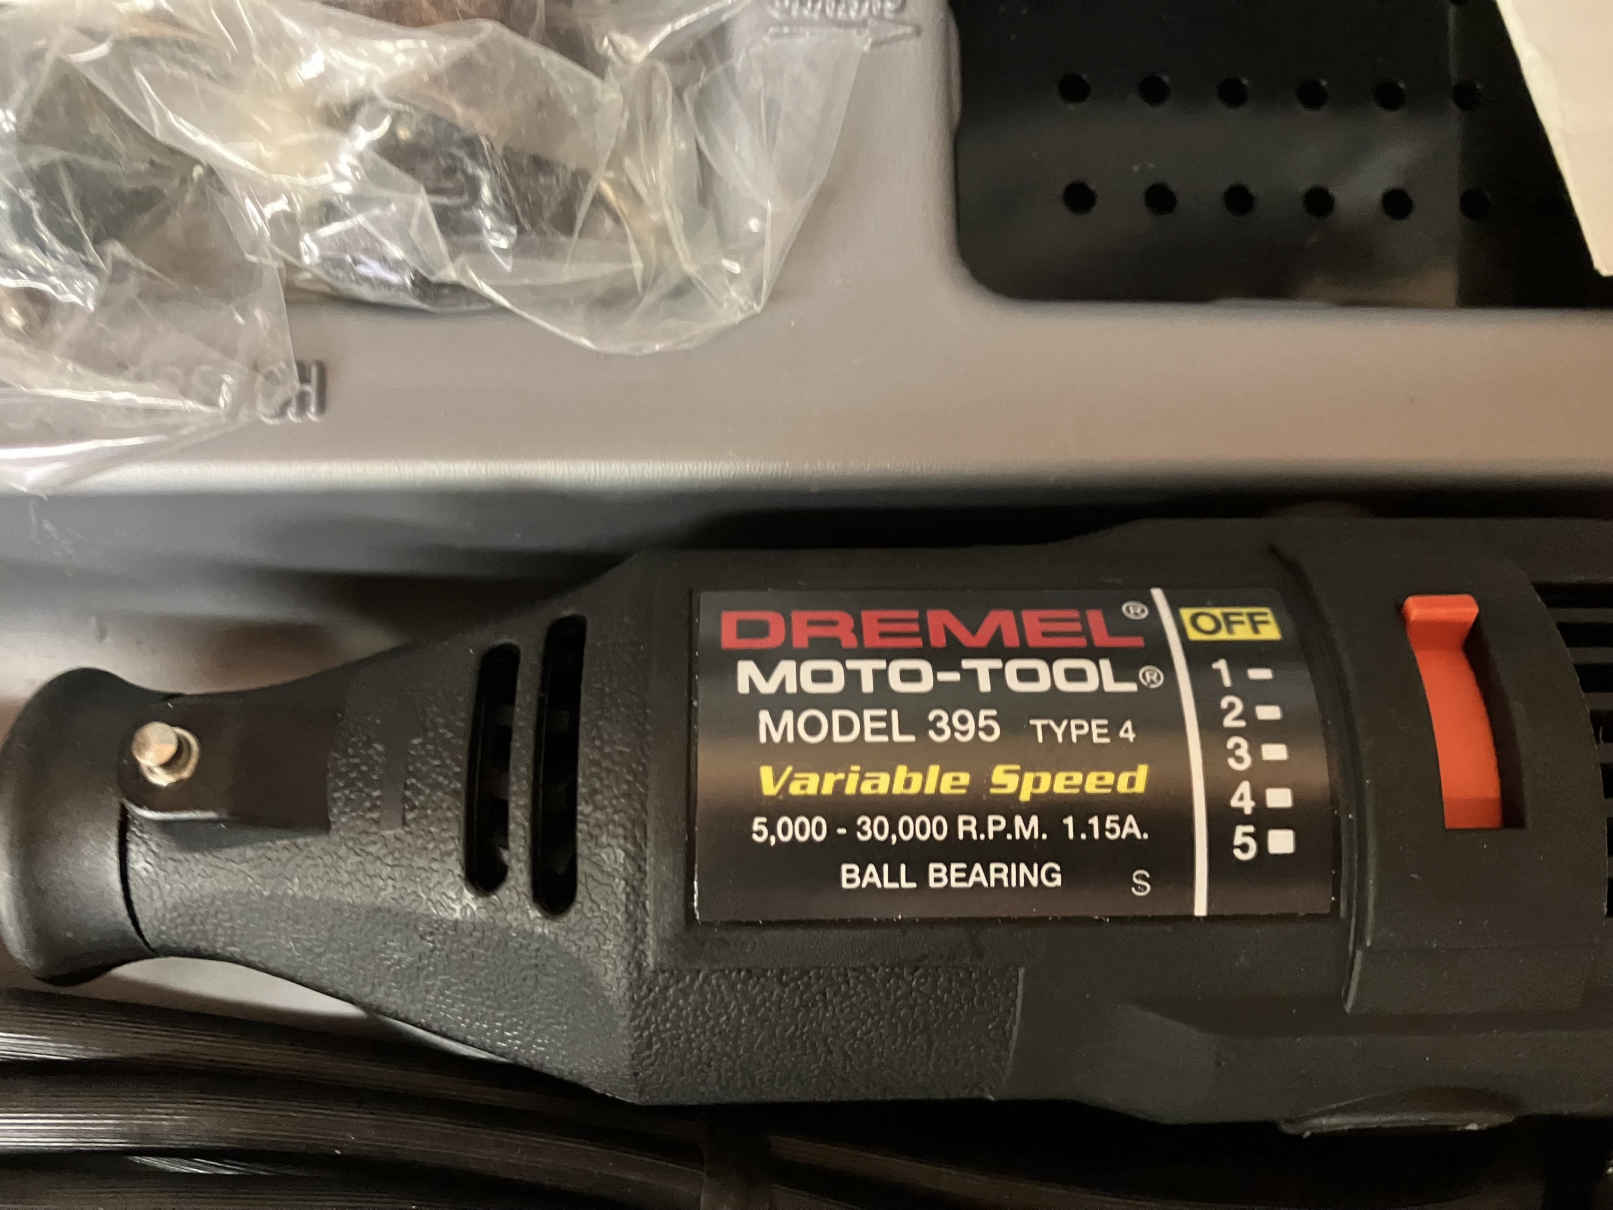 DREMEL®
MOTO-TOOL®
MODEL 395 TYPE 4
Variable Speed
5,000 - 30,000 R.P.M. 1.15A.
BALL BEARING S
OFF
1
2
3
4
5